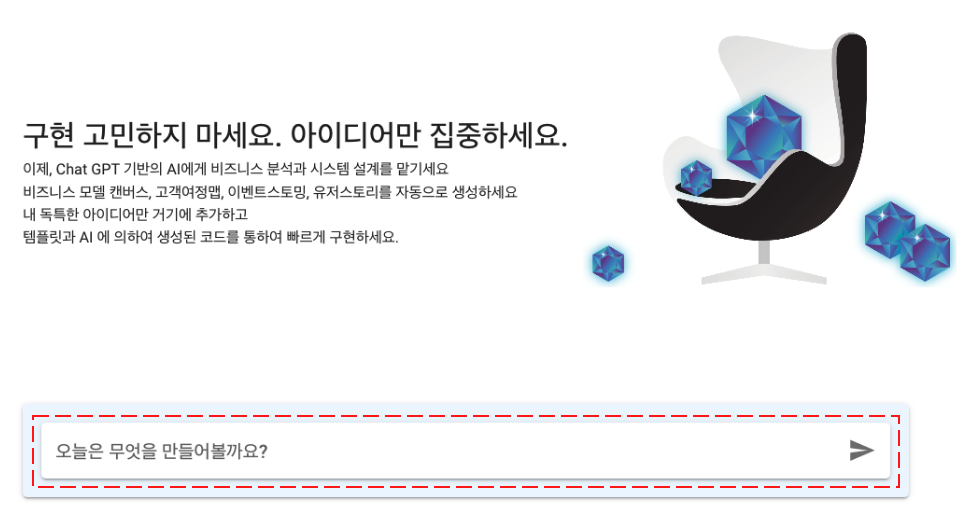 구현 고민하지 마세요. 아이디어만 집중하세요.
이제, Chat GPT 기반의 AI에게 비즈니스 분석과 시스템 설계를 맡기세요
비즈니스 모델 캔버스, 고객여정맵, 이벤트스토밍, 유저스토리를 자동으로 생성하세요
내 독특한 아이디어만 거기에 추가하고
템플릿과 AI 에 의하여 생성된 코드를 통하여 빠르게 구현하세요.
오늘은 무엇을 만들어볼까요?